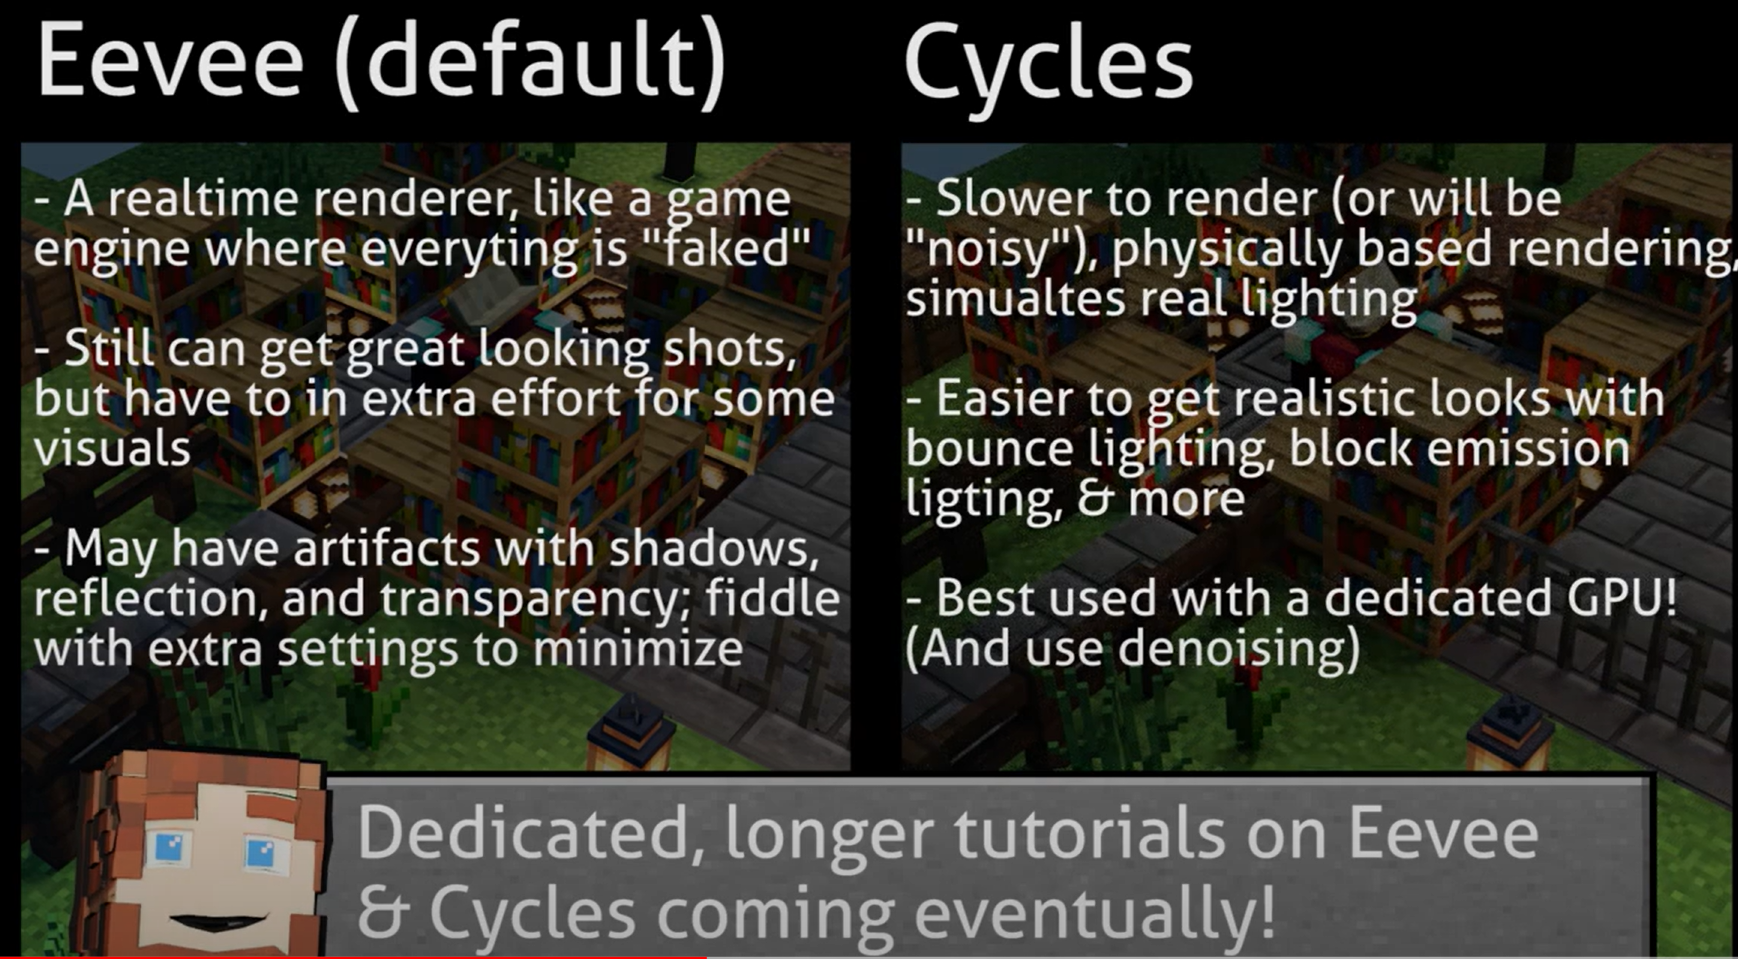 Eevee (default)
- A realtime renderer, like a game
engine where everyting is "faked"
- Still can get great looking shots,
but have to in extra effort for some
visuals
- May have artifacts with shadows,
reflection, and transparency; fiddle
with extra settings to minimize
Cycles
- Slower to render (or will be
"noisy"), physically based rendering,
simualtes real lighting
- Easier to get realistic looks with
bounce lighting, block emission
ligting, & more
- Best used with a dedicated GPU!
(And use denoising)
Dedicated, longer tutorials on Eevee
& Cycles coming eventually!